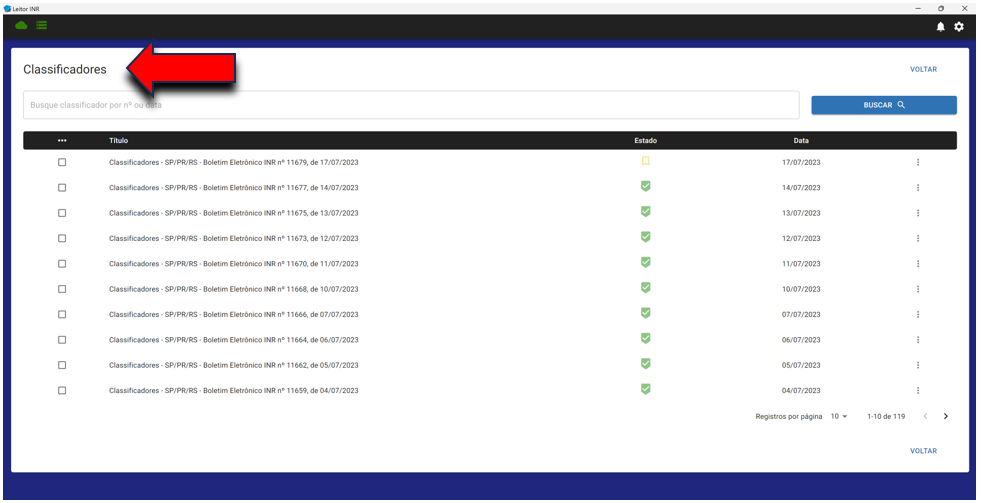 Leitor INR
Classificadores
VOLTAR
Busque classificador por nº ou data
BUSCAR
Título Estado Data
Classificadores - SP/PR/RS - Boletim Eletrônico INR nº 11679, de 17/07/2023 17/07/2023
Classificadores - SP/PR/RS - Boletim Eletrônico INR nº 11677, de 14/07/2023 14/07/2023
Classificadores - SP/PR/RS - Boletim Eletrônico INR nº 11675, de 13/07/2023 13/07/2023
Classificadores - SP/PR/RS - Boletim Eletrônico INR nº 11673, de 12/07/2023 12/07/2023
Classificadores - SP/PR/RS - Boletim Eletrônico INR nº 11670, de 11/07/2023 11/07/2023
Classificadores - SP/PR/RS - Boletim Eletrônico INR nº 11668, de 10/07/2023 10/07/2023
Classificadores - SP/PR/RS - Boletim Eletrônico INR nº 11666, de 07/07/2023 07/07/2023
Classificadores - SP/PR/RS - Boletim Eletrônico INR nº 11664, de 06/07/2023 06/07/2023
Classificadores - SP/PR/RS - Boletim Eletrônico INR nº 11662, de 05/07/2023 05/07/2023
Classificadores - SP/PR/RS - Boletim Eletrônico INR nº 11659, de 04/07/2023 04/07/2023
Registros por página 10 1-10 de 119
VOLTAR